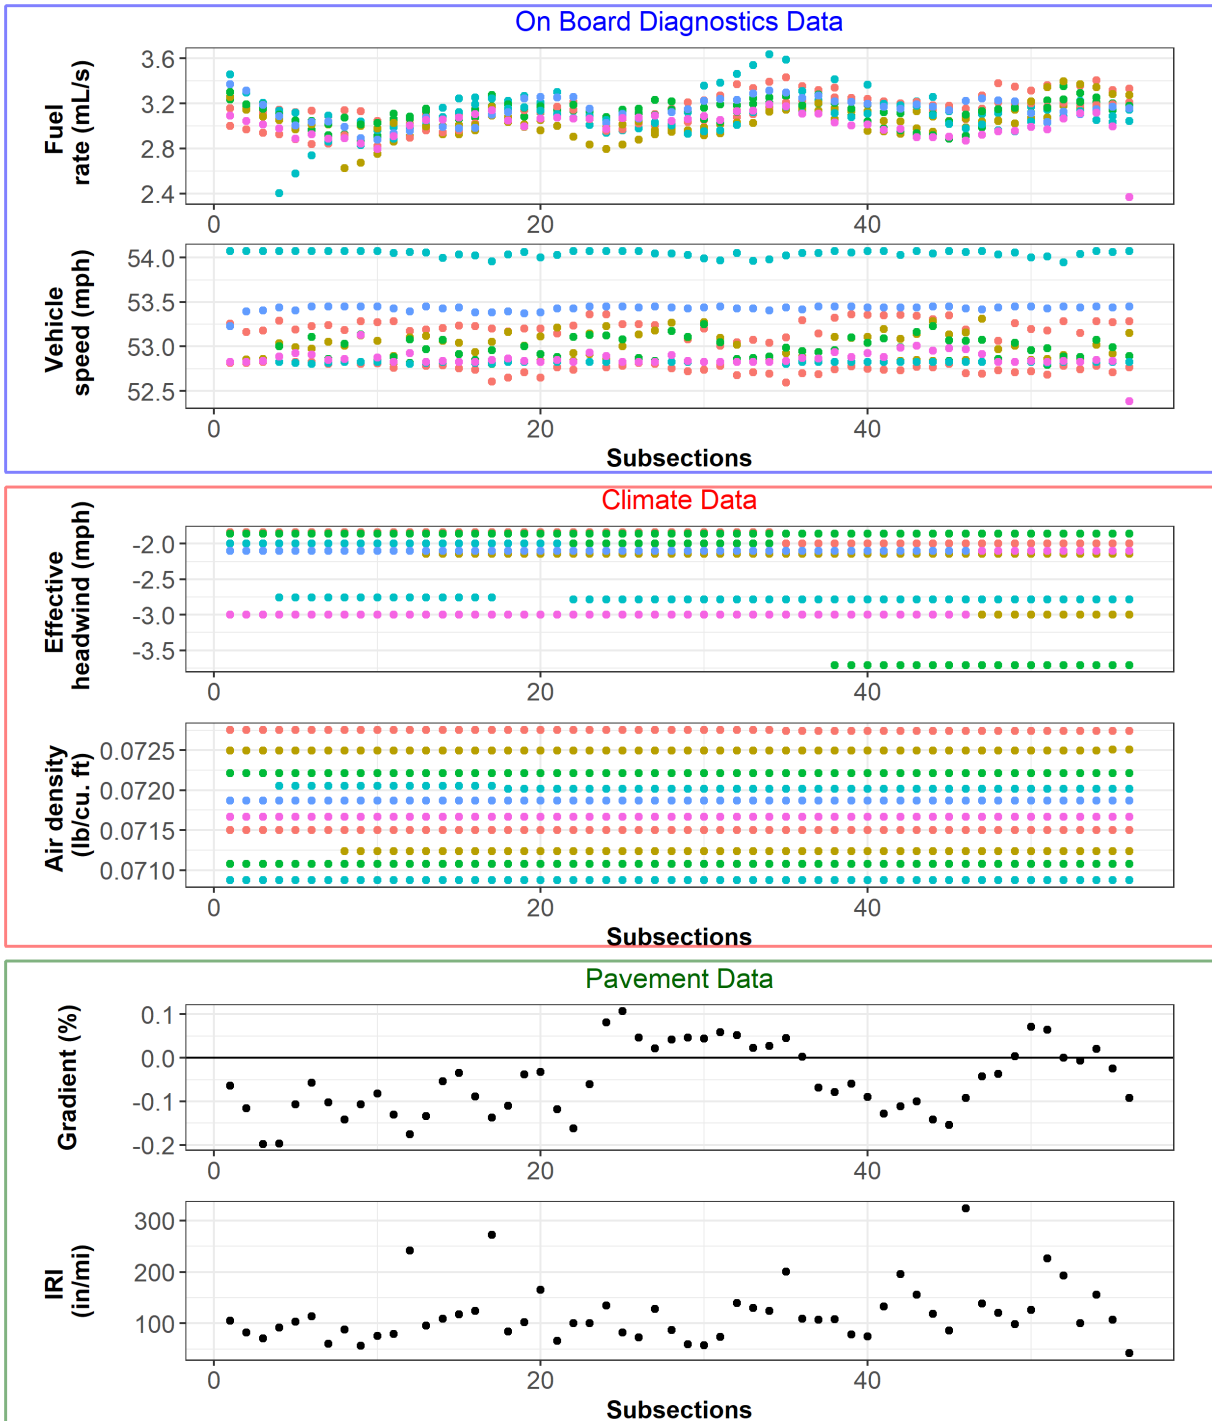 On Board Diagnostics Data
Fuel
rate (mL/s)
3.6
3.2
2.8
2.4
0
20
40
Vehicle
speed (mph)
54.0
53.5
53.0
52.5
0
20
40
Subsections
Climate Data
Effective
headwind (mph)
-2.0
-2.5
-3.0
-3.5
0
20
40
Air density
(lb/cu. ft)
0.0725
0.0720
0.0715
0.0710
0
20
40
Subsections
Pavement Data
Gradient (%)
0.1
0.0
-0.1
-0.2
0
20
40
IRI
(in/mi)
300
200
100
0
20
40
Subsections